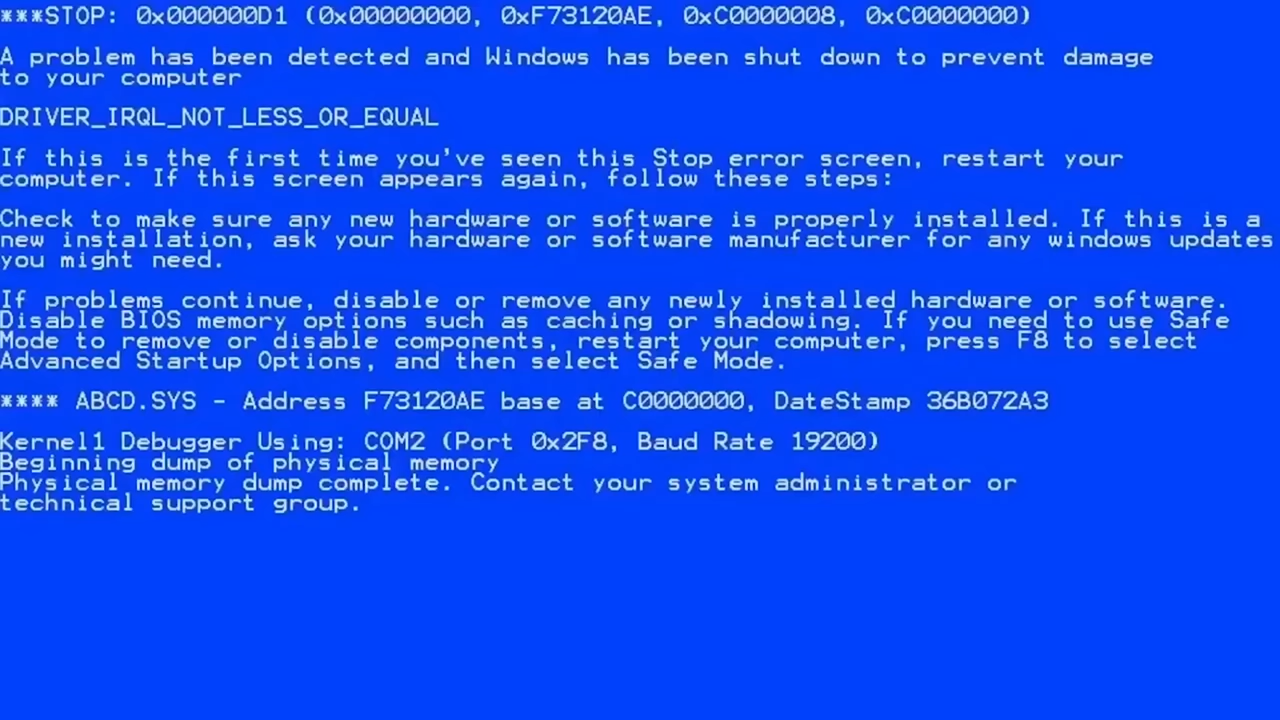 ***STOP: 0x000000D1 (0x00000000, 0xF73120AE, 0xC0000008, 0xC0000000)
A problem has been detected and Windows has been shut down to prevent damage
to your computer
DRIVER_IRQL_NOT_LESS_OR_EQUAL
If this is the first time you've seen this Stop error screen, restart your
computer. If this screen appears again, follow these steps:
Check to make sure any new hardware or software is properly installed. If this is a
new installation, ask your hardware or software manufacturer for any windows updates
you might need.
If problems continue, disable or remove any newly installed hardware or software.
Disable BIOS memory options such as caching or shadowing. If you need to use Safe
Mode to remove or disable components, restart your computer, press F8 to select
Advanced Startup Options, and then select Safe Mode.
**** ABCD.SYS - Address F73120AE base at C0000000, DateStamp 36B072A3
Kernel1 Debugger Using: COM2 (Port 0x2F8, Baud Rate 19200)
Beginning dump of physical memory
Physical memory dump complete. Contact your system administrator or
technical support group.